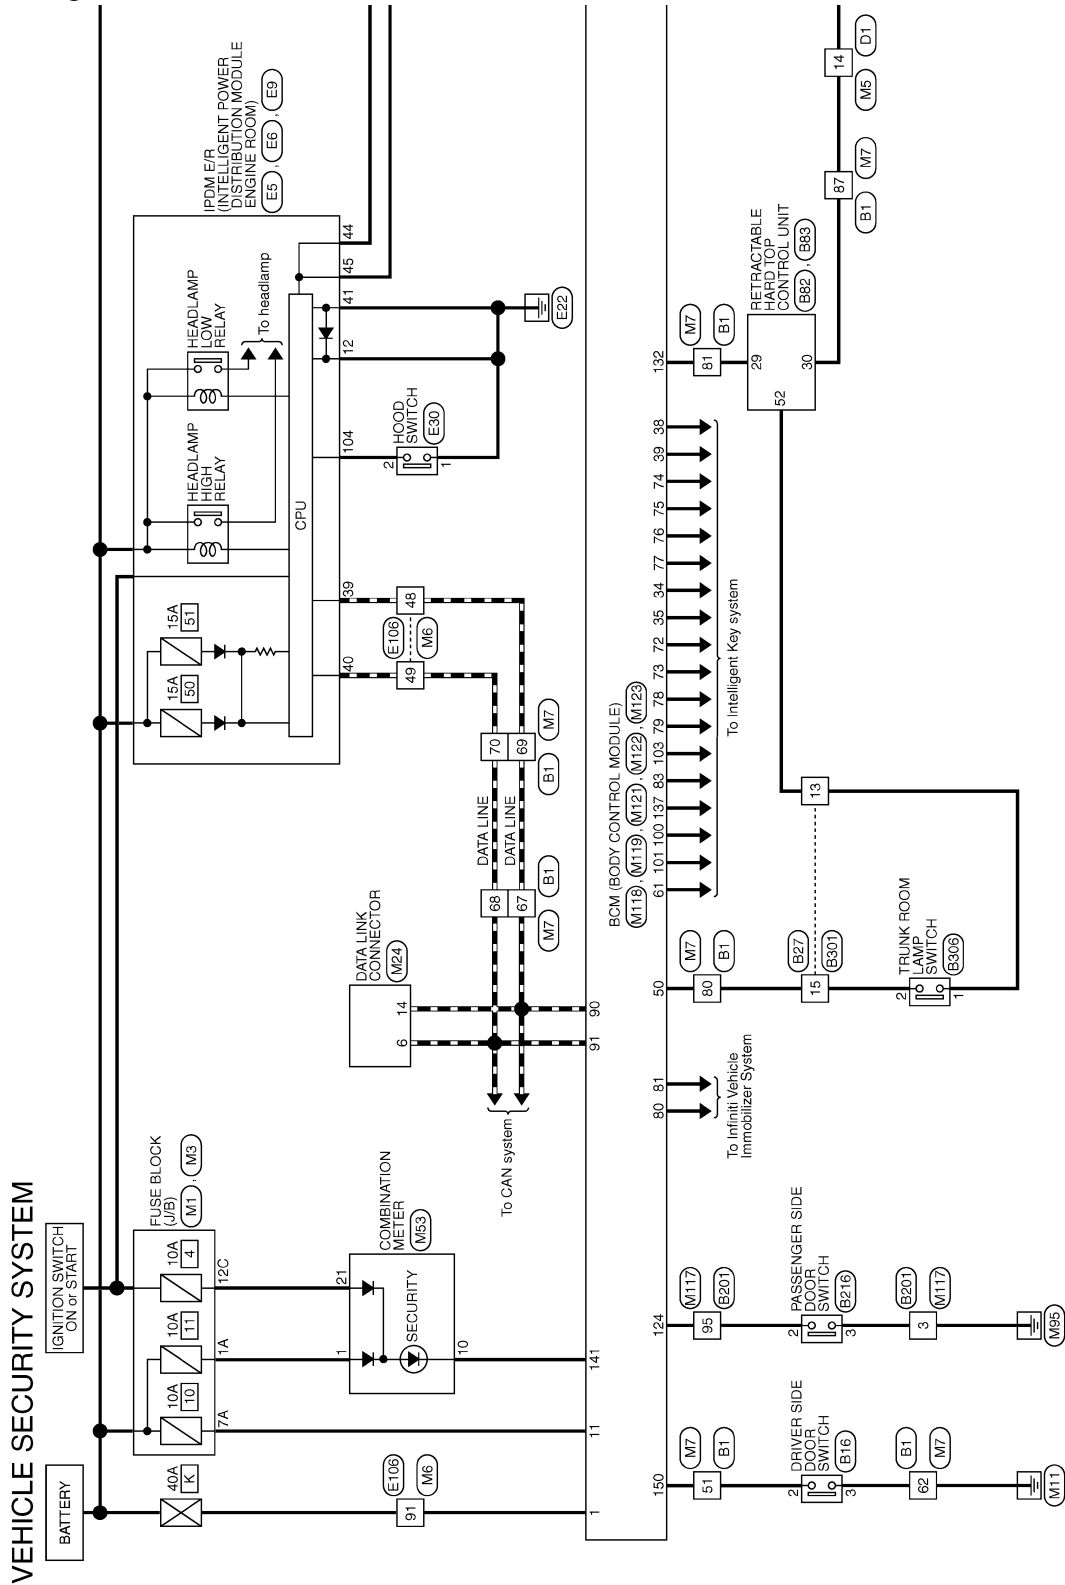 VEHICLE SECURITY SYSTEM
BATTERY
IGNITION SWITCH
ON or START
40A
K
10A
10
10A
11
10A
4
FUSE BLOCK
(J/B)
M1 , M3
7A
1A
12C
15A
50
15A
51
HEADLAMP
HIGH
RELAY
HEADLAMP
LOW
RELAY
To headlamp
IPDM E/R
(INTELLIGENT POWER
DISTRIBUTION MODULE
ENGINE ROOM)
E5 , E6 , E9
CPU
40
39
104
12
41
45
44
1
21
COMBINATION
METER
M53
SECURITY
10
DATA LINK
CONNECTOR
M24
6
14
E106
M6
91
49
48
E106
M6
2
1
HOOD
SWITCH
E30
E22
To CAN system
68
67
M7
B1
DATA LINE
DATA LINE
70
69
B1
M7
1
11
141
91
90
BCM (BODY CONTROL MODULE)
M118 , M119 , M121 , M122 , M123
150
124
80
81
50
61
101
100
137
83
103
79
78
73
72
35
34
77
76
75
74
39
38
132
51
M7
B1
95
M117
B201
80
M7
B1
81
M7
B1
To Infiniti Vehicle
Immobilizer System
To Intelligent Key system
DRIVER SIDE
DOOR
SWITCH
B16
2
3
PASSENGER SIDE
DOOR
SWITCH
B216
2
3
15
B27
B301
13
RETRACTABLE
HARD TOP
CONTROL UNIT
B82 , B83
29
30
52
87
B1
M7
14
M5
D1
TRUNK ROOM
LAMP
SWITCH
B306
2
1
62
B1
M7
3
B201
M117
M11
M95